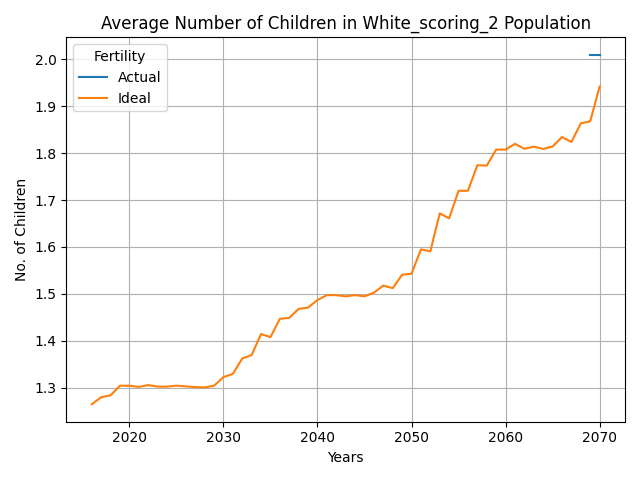 Average Number of Children in White_scoring_2 Population
Fertility
Actual
Ideal
No. of Children
2.0
1.9
1.8
1.7
1.6
1.5
1.4
1.3
2020 2030 2040 2050 2060 2070
Years